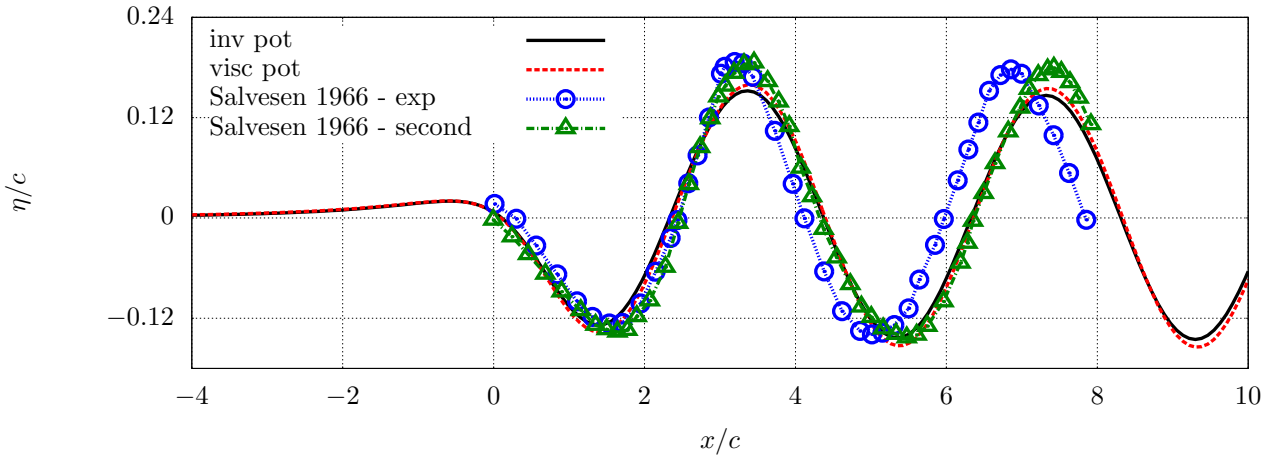 0.24
inv pot
visc pot
Salvesen 1966 - exp
0.12
Salvesen 1966 - second
η/c
0
−0.12
−4 −2 0 2 4 6 8 10
x/c